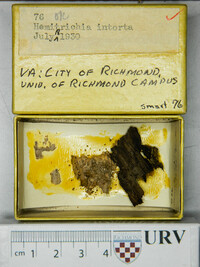 76
Hemitrichia intorta
July 1930
VA: CITY OF RICHMOND,
UNIV. OF RICHMOND CAMPUS
smart 76
cm 1 2 3 4
URV